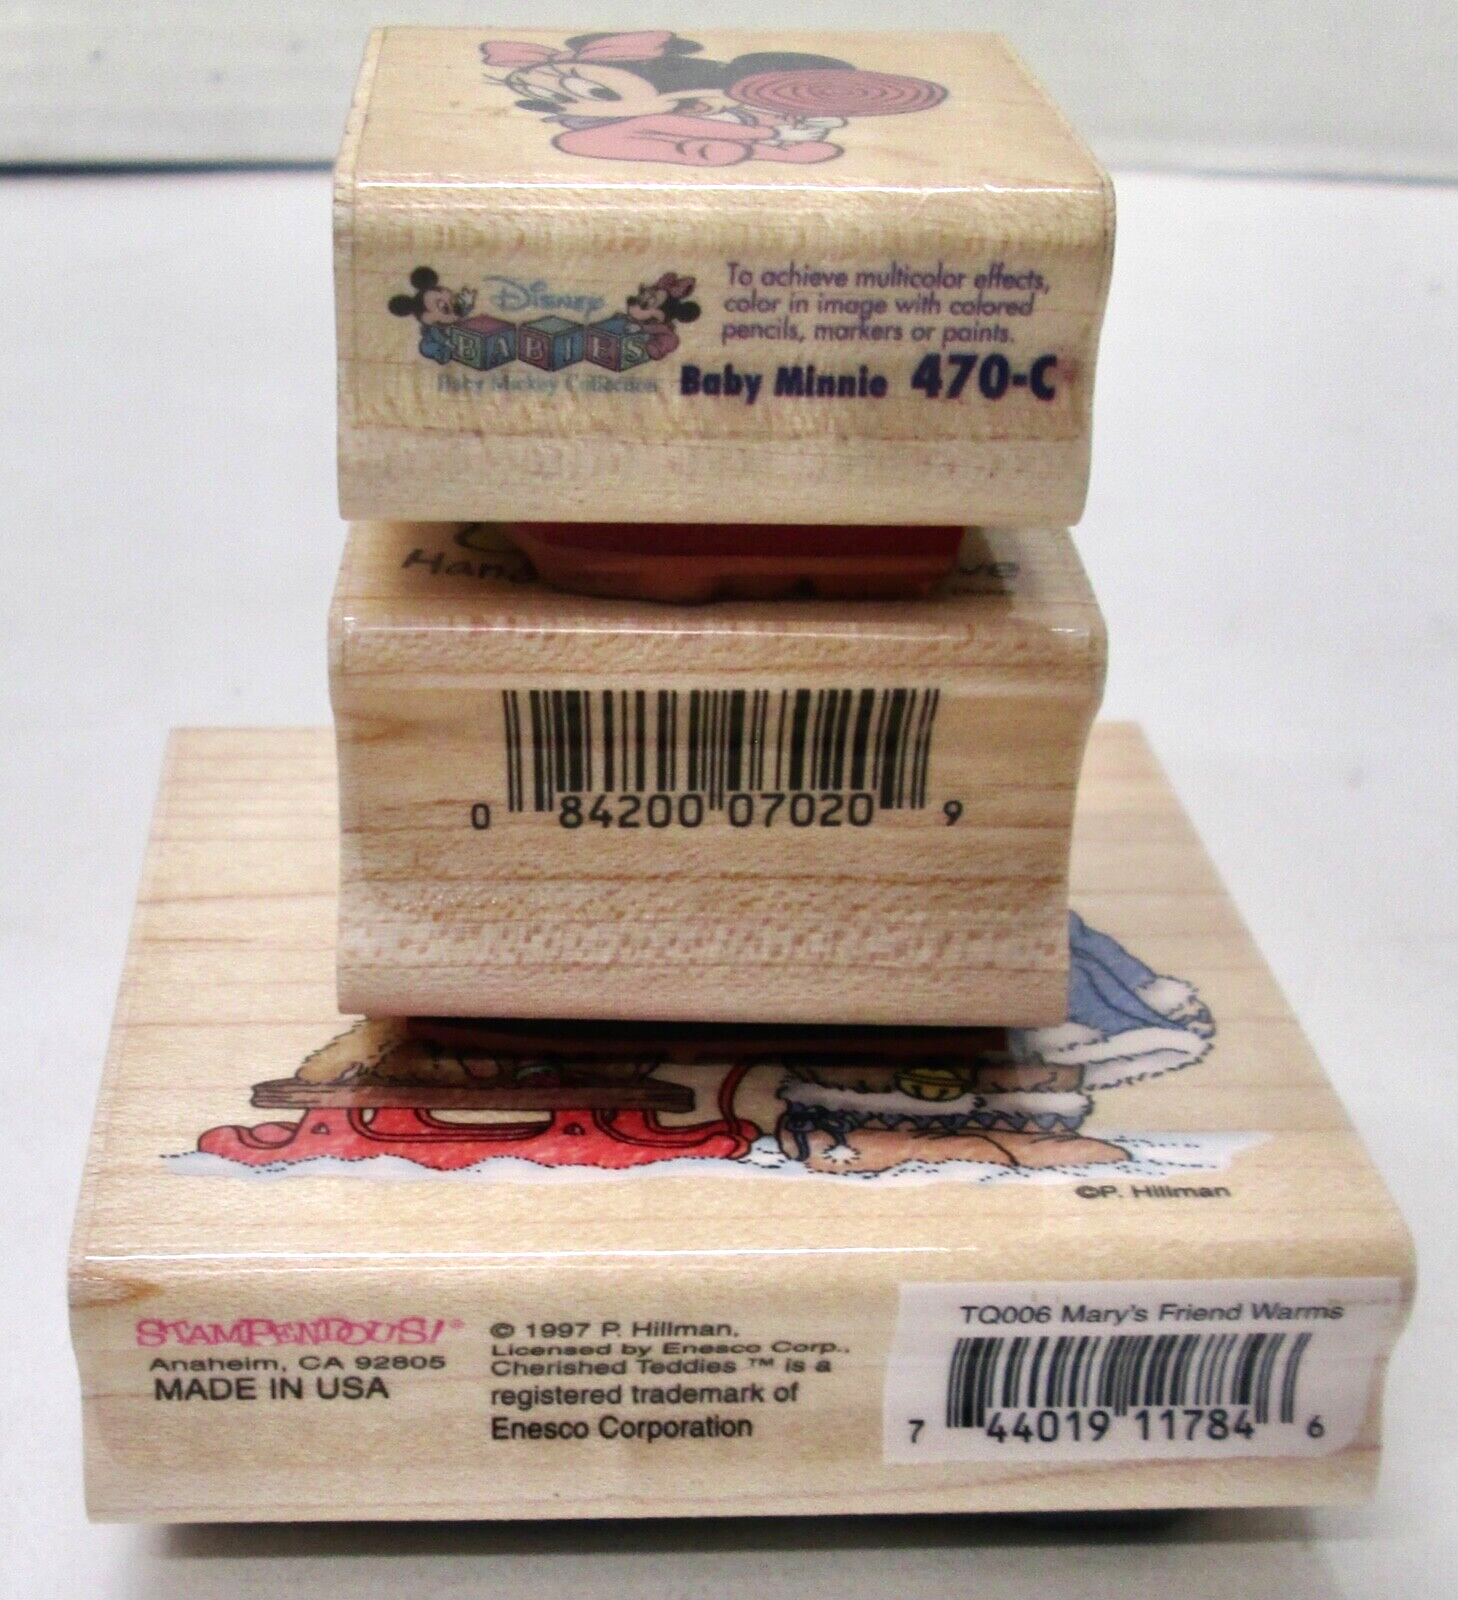 Disney
BABIES
Baby Mickey Collection
To achieve multicolor effects,
color in image with colored
pencils, markers or paints.
Baby Minnie 470-C
0 84200 07020 9
©P. Hillman
STAMPENDOUS!®
Anaheim, CA 92805
MADE IN USA
© 1997 P. Hillman,
Licensed by Enesco Corp.,
Cherished Teddies ™ is a
registered trademark of
Enesco Corporation
TQ006 Mary's Friend Warms
7 44019 11784 6